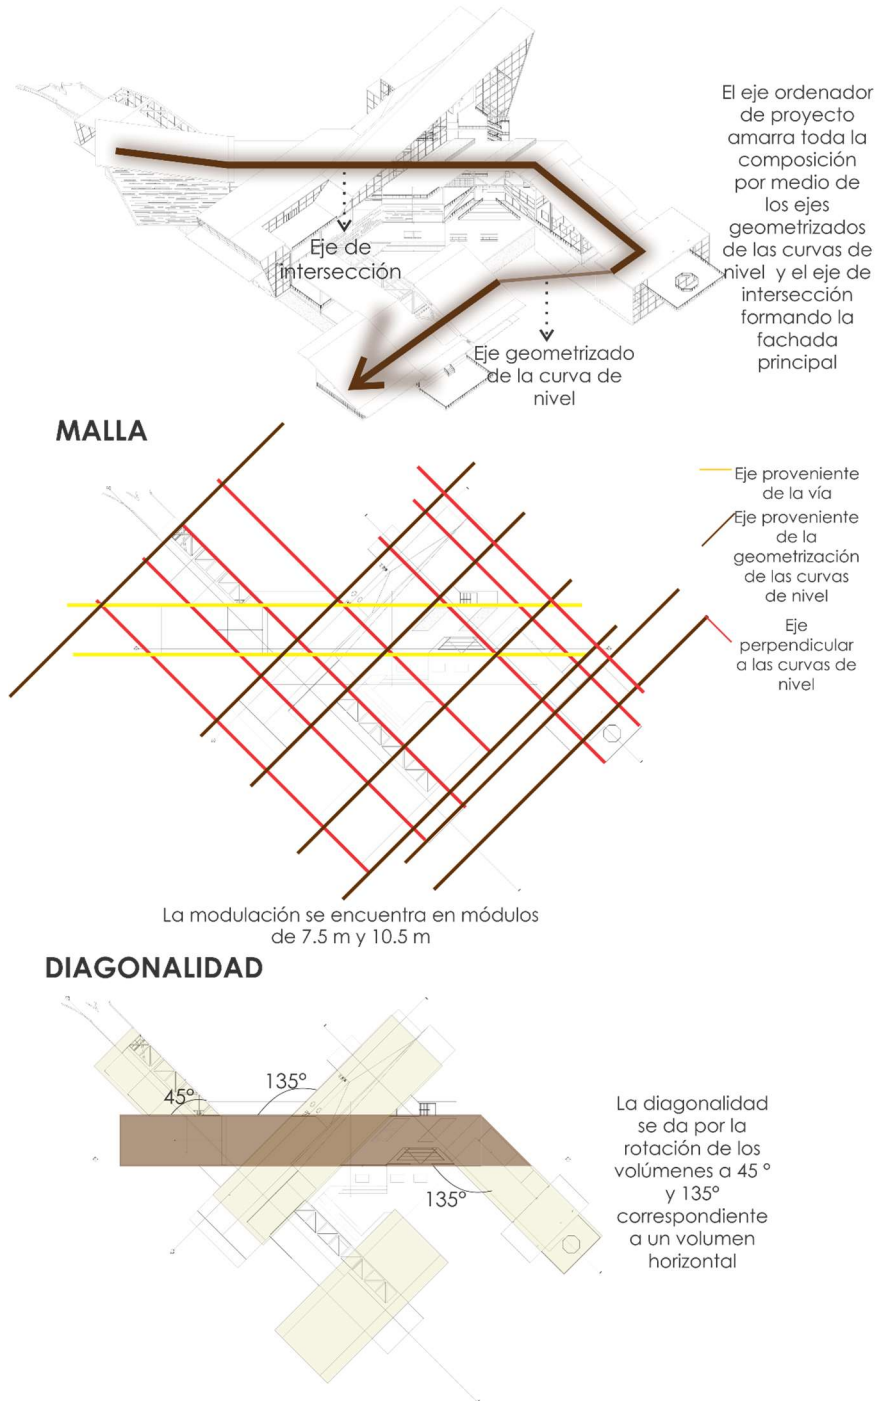 El eje ordenador
de proyecto
amarra toda la
composición
por medio de
los ejes
geometrizados
de las curvas de
nivel y el eje de
intersección
formando la
fachada
principal
Eje de
intersección
Eje geometrizado
de la curva de
nivel
MALLA
Eje proveniente
de la vía
Eje proveniente
de la
geometrización
de las curvas
de nivel
Eje
perpendicular
a las curvas de
nivel
La modulación se encuentra en módulos
de 7.5 m y 10.5 m
DIAGONALIDAD
135°
45°
135°
La diagonalidad
se da por la
rotación de los
volúmenes a 45 °
y 135°
correspondiente
a un volumen
horizontal